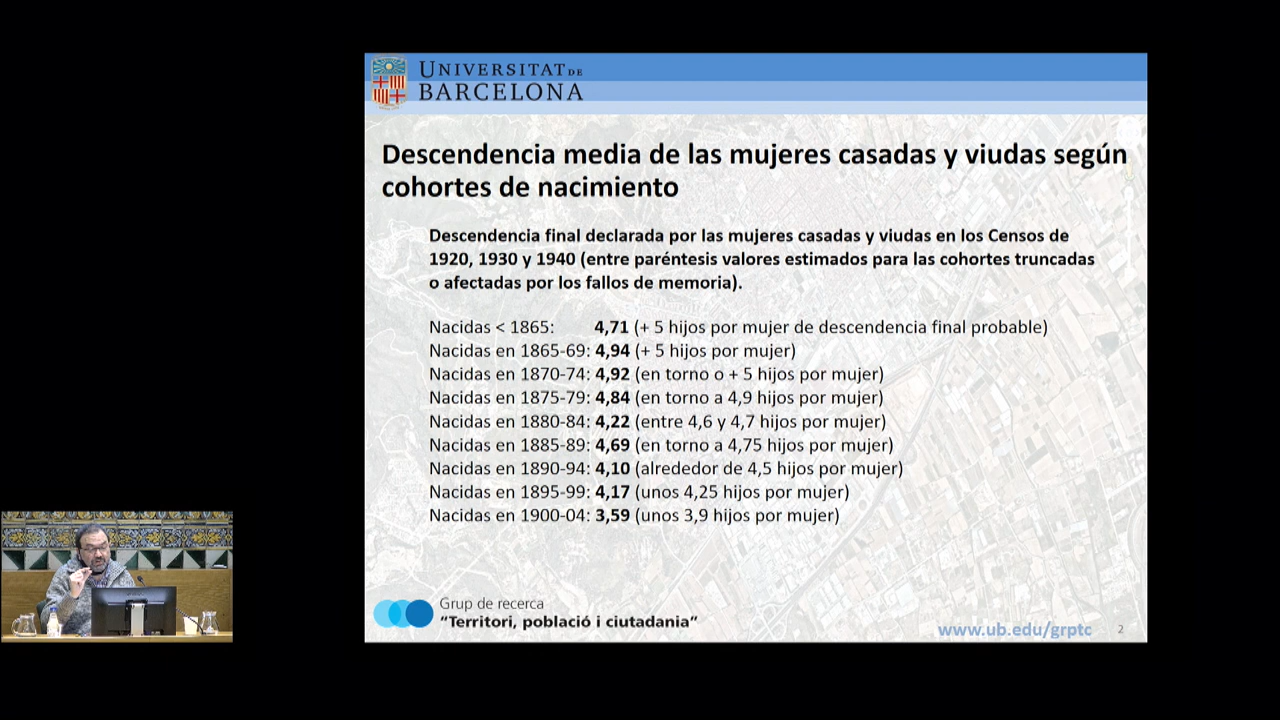 UNIVERSITAT DE
BARCELONA
Descendencia media de las mujeres casadas y viudas según
cohortes de nacimiento
Descendencia final declarada por las mujeres casadas y viudas en los Censos de
1920, 1930 y 1940 (entre paréntesis valores estimados para las cohortes truncadas
o afectadas por los fallos de memoria).
Nacidas < 1865: 4,71 (+ 5 hijos por mujer de descendencia final probable)
Nacidas en 1865-69: 4,94 (+ 5 hijos por mujer)
Nacidas en 1870-74: 4,92 (en torno o + 5 hijos por mujer)
Nacidas en 1875-79: 4,84 (en torno a 4,9 hijos por mujer)
Nacidas en 1880-84: 4,22 (entre 4,6 y 4,7 hijos por mujer)
Nacidas en 1885-89: 4,69 (en torno a 4,75 hijos por mujer)
Nacidas en 1890-94: 4,10 (alrededor de 4,5 hijos por mujer)
Nacidas en 1895-99: 4,17 (unos 4,25 hijos por mujer)
Nacidas en 1900-04: 3,59 (unos 3,9 hijos por mujer)
Grup de recerca
"Territori, població i ciutadania"
www.ub.edu/grptc 2